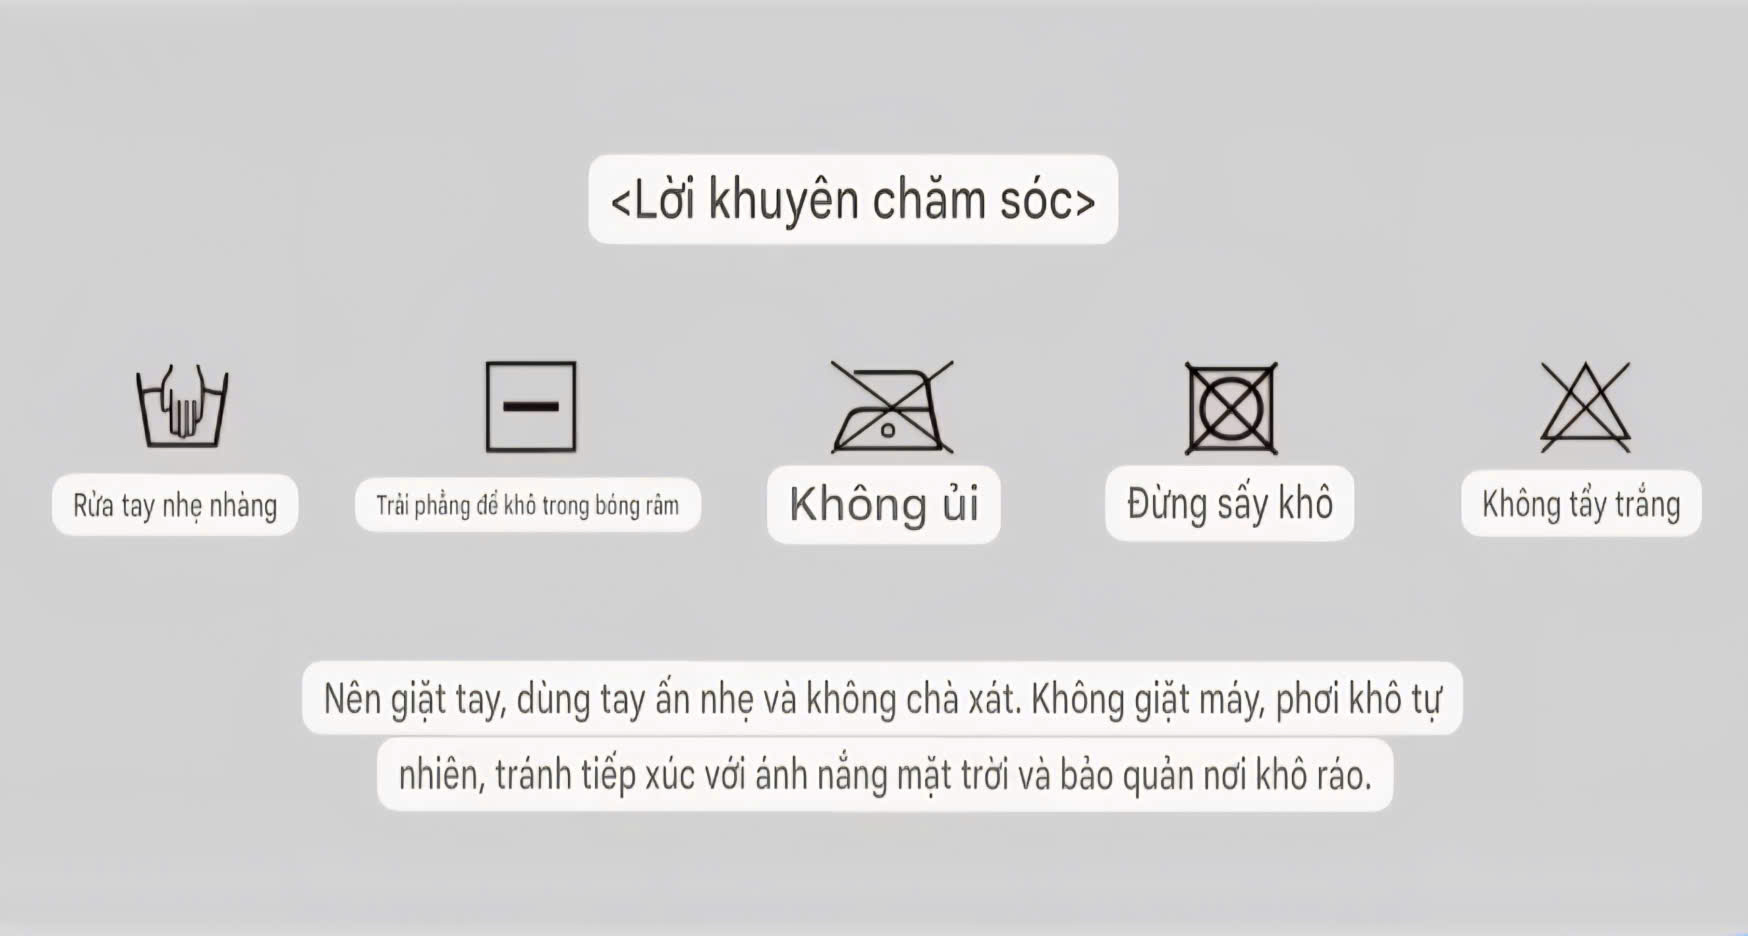 <Lời khuyên chăm sóc>
Rửa tay nhẹ nhàng
Trải phẳng để khô trong bóng râm
Không ủi
Đừng sấy khô
Không tẩy trắng
Nên giặt tay, dùng tay ấn nhẹ và không chà xát. Không giặt máy, phơi khô tự
nhiên, tránh tiếp xúc với ánh nắng mặt trời và bảo quản nơi khô ráo.